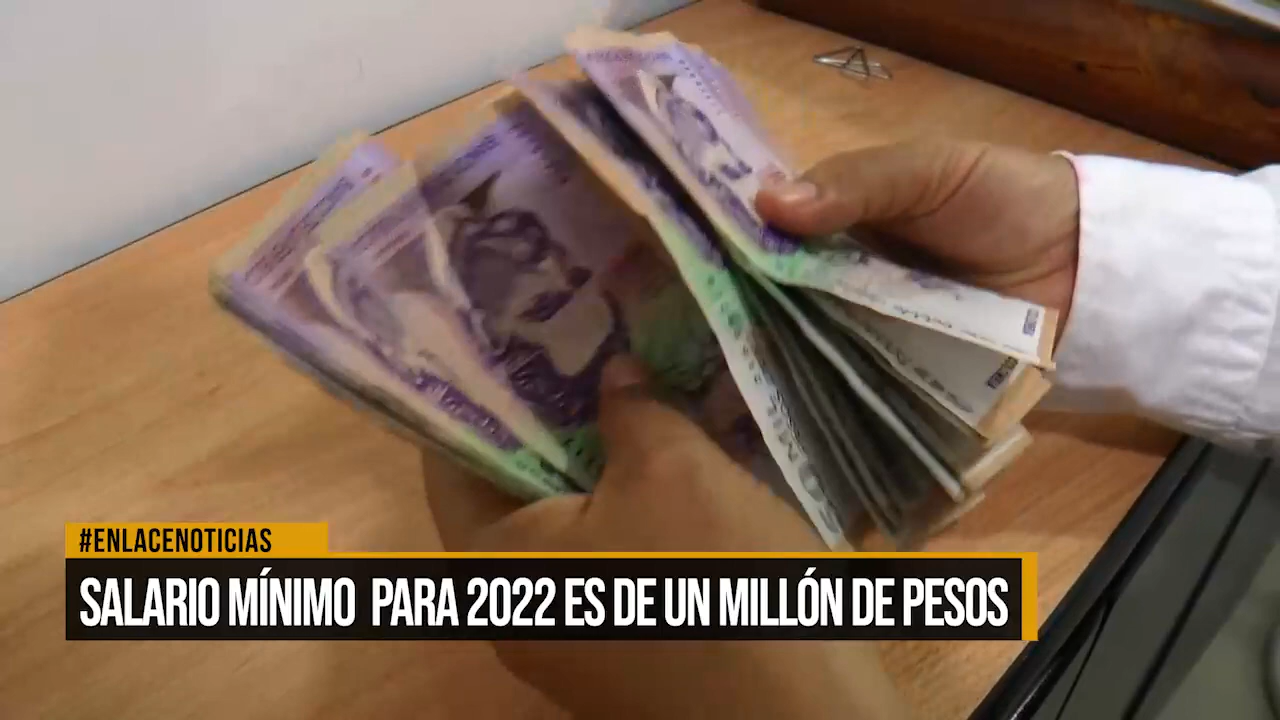 #ENLACENOTICIAS
SALARIO MÍNIMO PARA 2022 ES DE UN MILLÓN DE PESOS